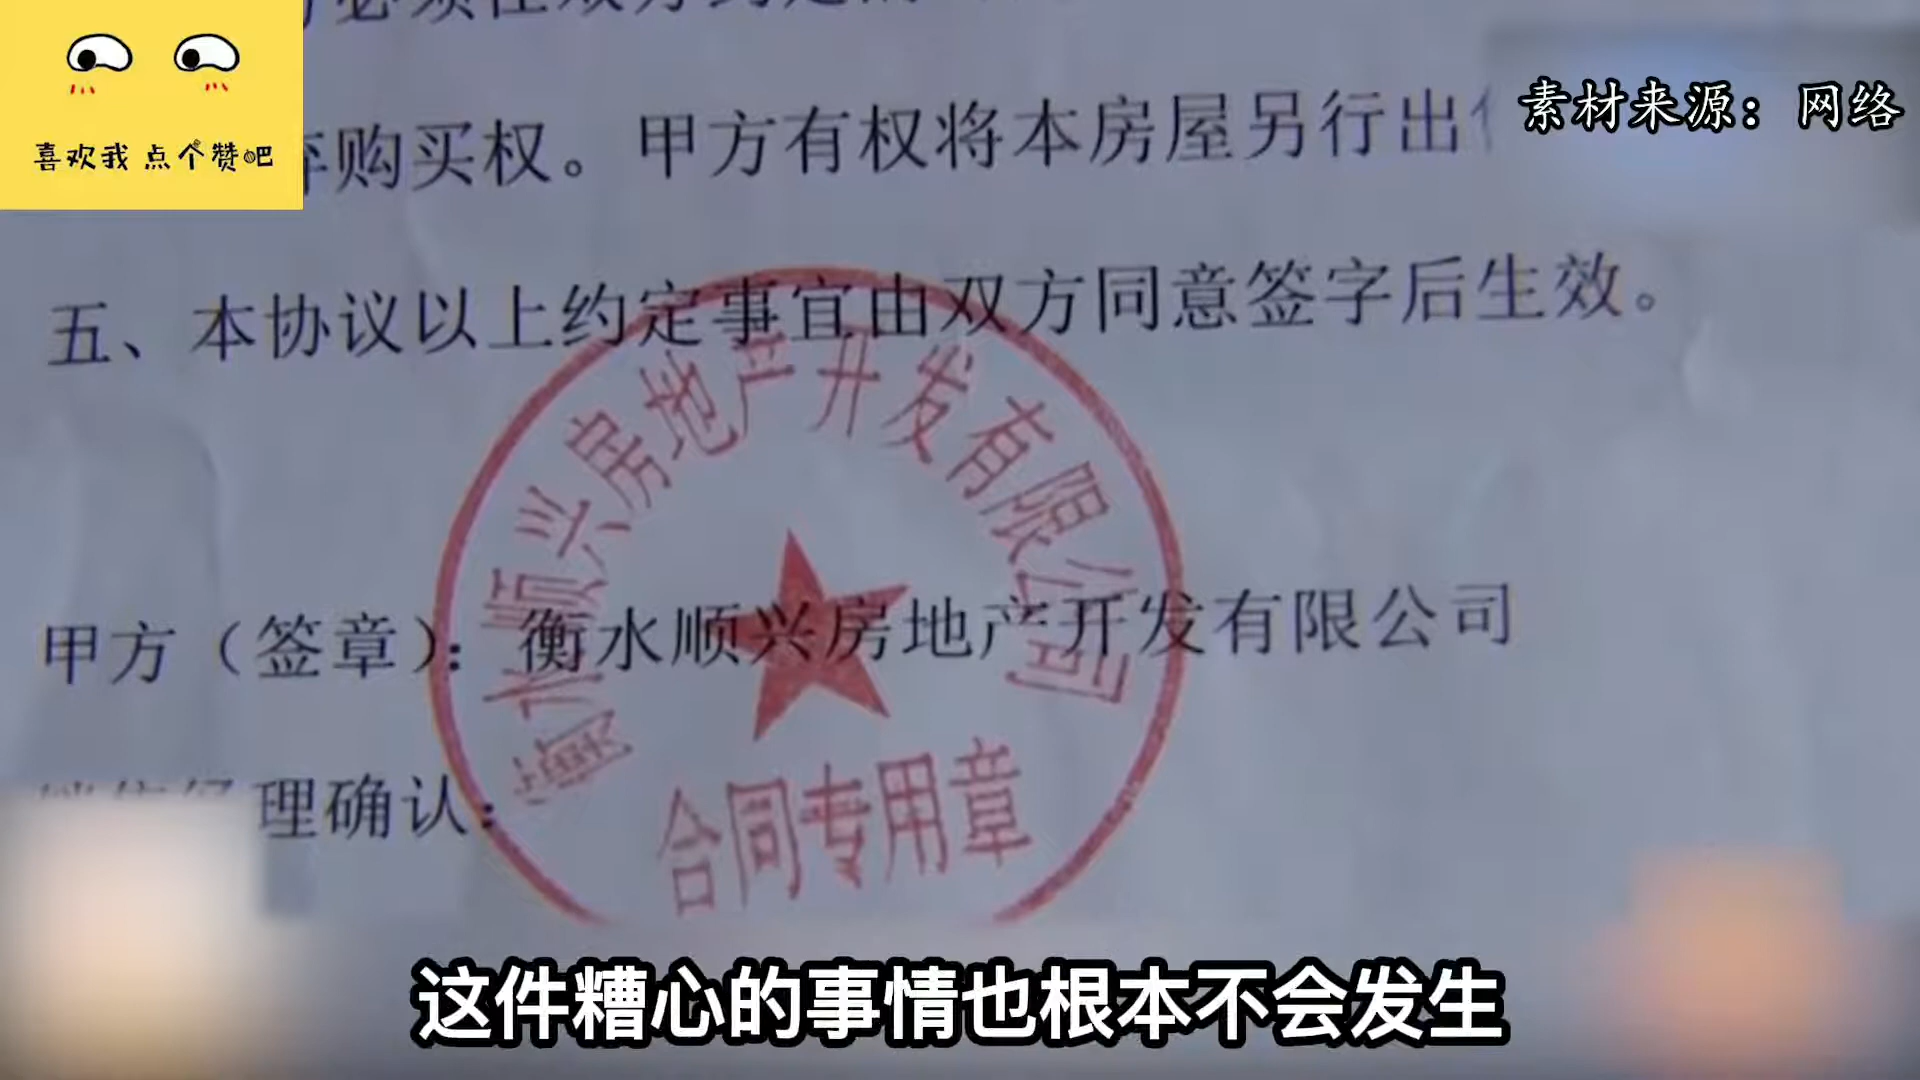 素材来源：网络
喜欢我 点个赞吧
弃购买权。甲方有权将本房屋另行出
五、本协议以上约定事宜由双方同意签字后生效。
衡水顺兴房地产开发有限公司
甲方（签章）：衡水顺兴房地产开发有限公司
理确认：
合同专用章
这件糟心的事情也根本不会发生